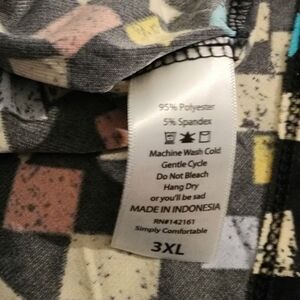 95% Polyester
5% Spandex
Machine Wash Cold
Gentle Cycle
Do Not Bleach
Hang Dry
or you'll be sad
MADE IN INDONESIA
RN#142161
Simply Comfortable
3XL